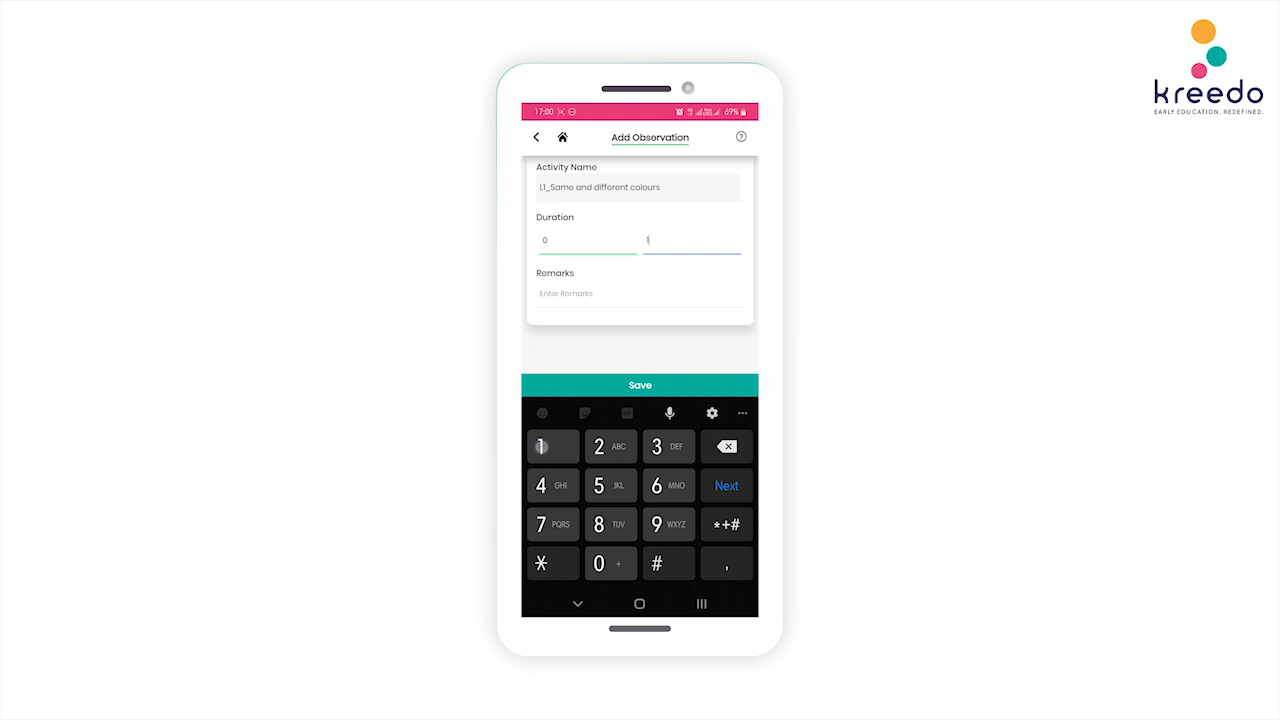 kreedo
EARLY EDUCATION. REDEFINED.
17:00 69%
Add Observation
Activity Name
L1_Same and different colours
Duration
0 1
Remarks
Enter Remarks
Save
1 2 ABC 3 DEF
4 GHI 5 JKL 6 MNO Next
7 PQRS 8 TUV 9 WXYZ *+#
* 0 + # ,